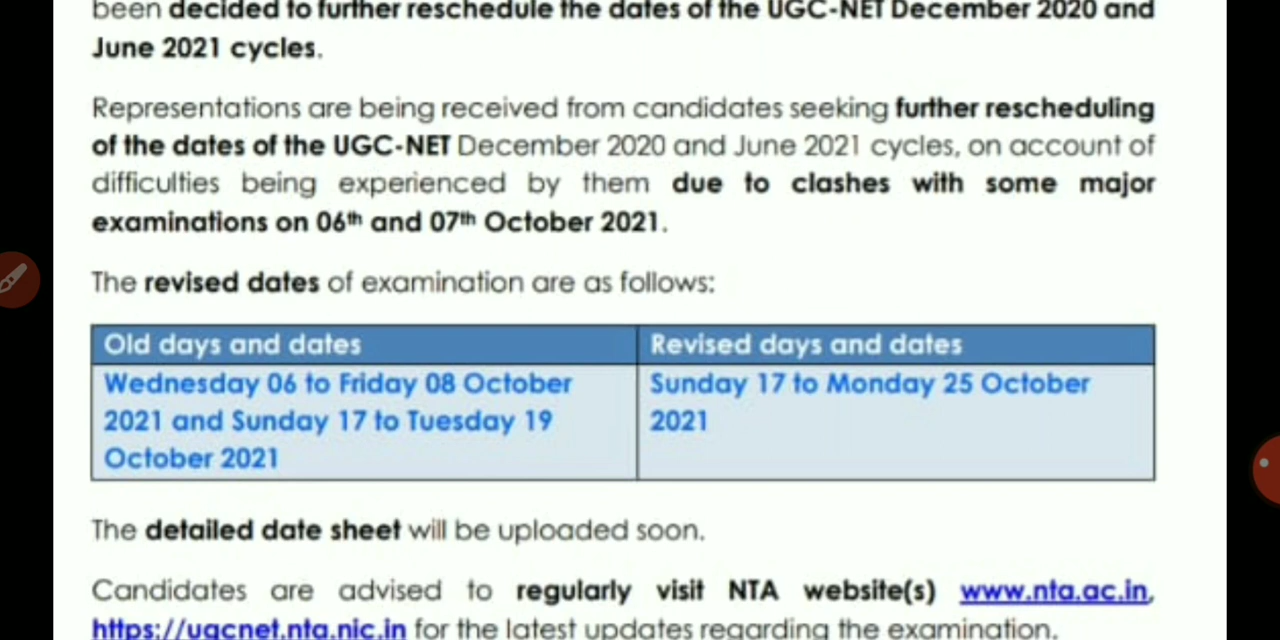 been decided to further reschedule the dates of the UGC-NET December 2020 and
June 2021 cycles.
Representations are being received from candidates seeking further rescheduling
of the dates of the UGC-NET December 2020 and June 2021 cycles, on account of
difficulties being experienced by them due to clashes with some major
examinations on 06th and 07th October 2021.
The revised dates of examination are as follows:
Old days and dates
Wednesday 06 to Friday 08 October
2021 and Sunday 17 to Tuesday 19
October 2021
Revised days and dates
Sunday 17 to Monday 25 October
2021
The detailed date sheet will be uploaded soon.
Candidates are advised to regularly visit NTA website(s) www.nta.ac.in,
https://ugcnet.nta.nic.in for the latest updates regarding the examination.